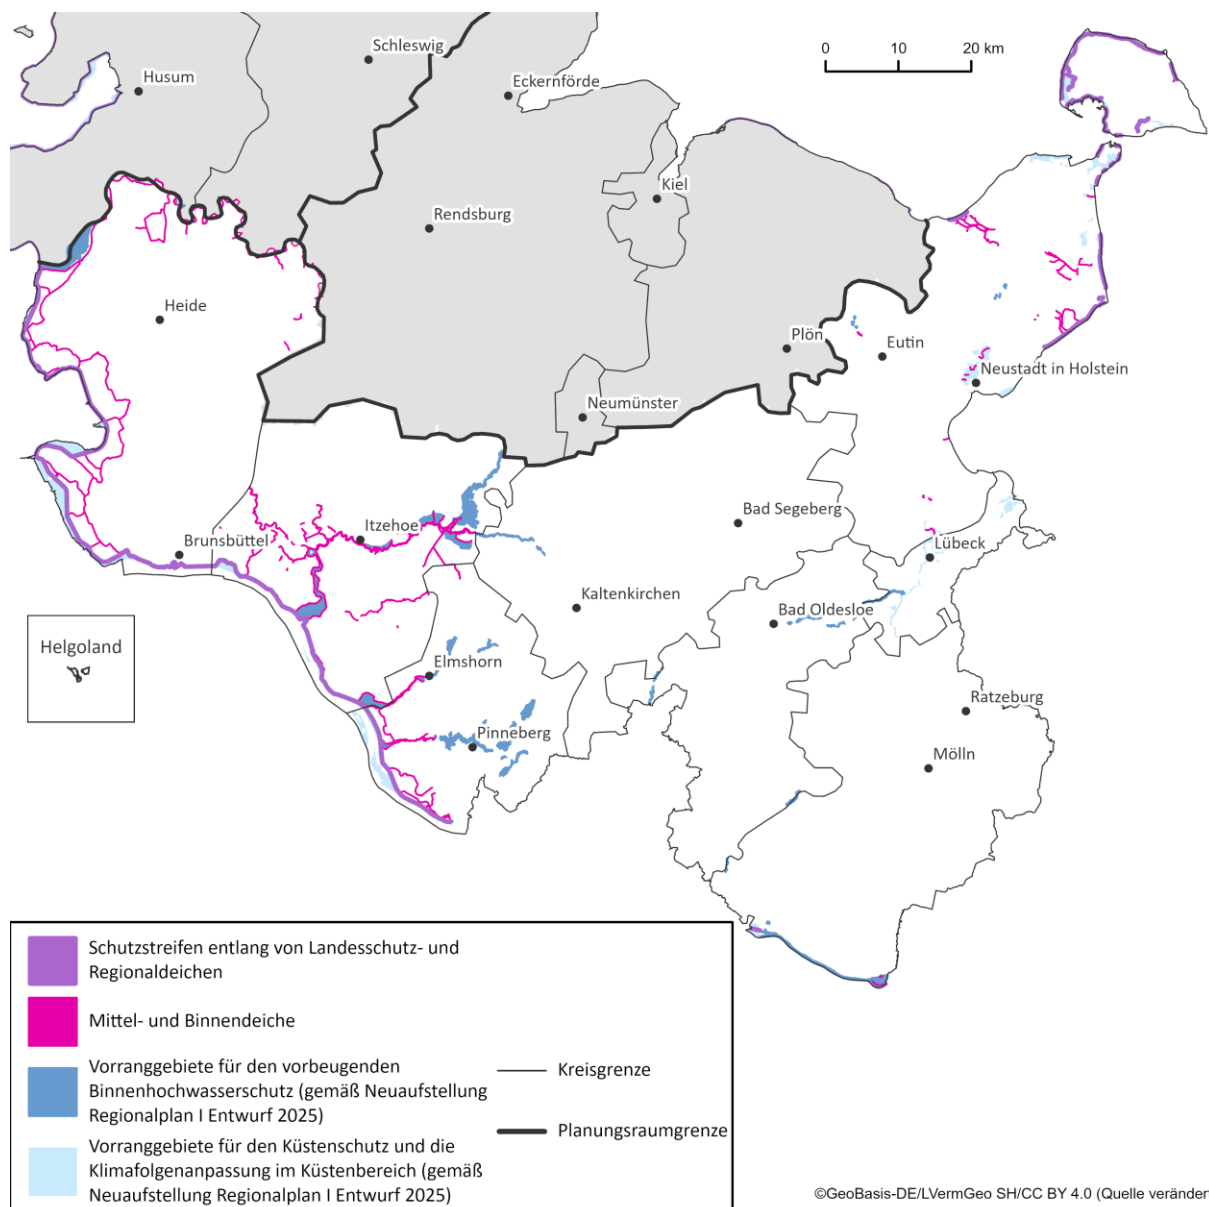 Schleswig
Husum
Eckernförde
0 10 20 km
Kiel
Rendsburg
Heide
Plön
Eutin
Neustadt in Holstein
Neumünster
Bad Segeberg
Itzehoe
Brunsbüttel
Lübeck
Kaltenkirchen
Bad Oldesloe
Helgoland
Elmshorn
Ratzeburg
Pinneberg
Mölln
Schutzstreifen entlang von Landesschutz- und
Regionaldeichen
Mittel- und Binnendeiche
Vorranggebiete für den vorbeugenden
Binnenhochwasserschutz (gemäß Neuaufstellung
Regionalplan I Entwurf 2025)
Vorranggebiete für den Küstenschutz und die
Klimafolgenanpassung im Küstenbereich (gemäß
Neuaufstellung Regionalplan I Entwurf 2025)
Kreisgrenze
Planungsraumgrenze
©GeoBasis-DE/LVermGeo SH/CC BY 4.0 (Quelle veränder